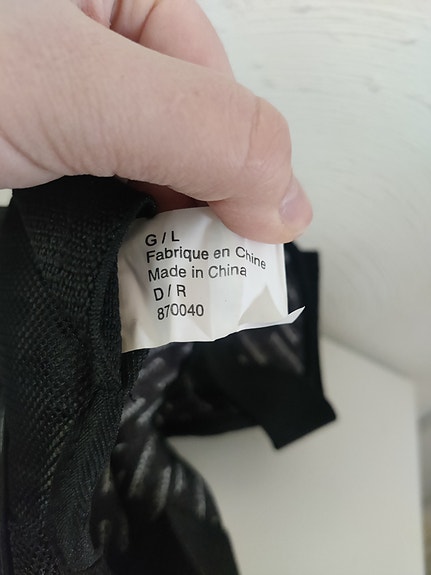 G / L
Fabrique en Chine
Made in China
D / R
870040